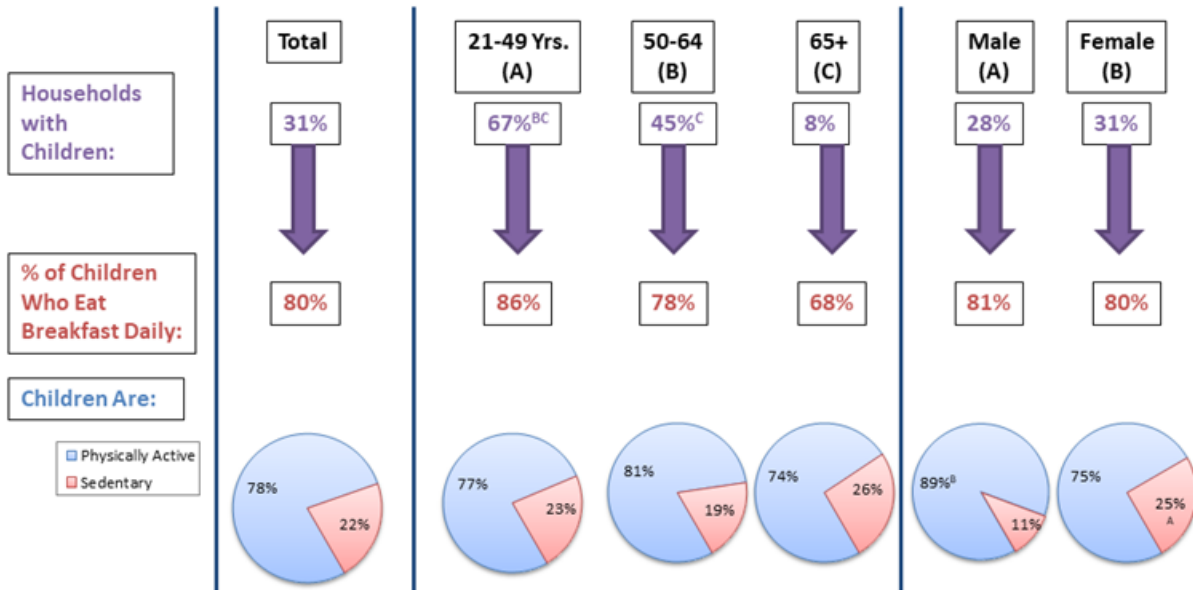 Total
21-49 Yrs.
(A)
50-64
(B)
65+
(C)
Male
(A)
Female
(B)
Households
with
Children:
31%
67%BC
45%C
8%
28%
31%
% of Children
Who Eat
Breakfast Daily:
80%
86%
78%
68%
81%
80%
Children Are:
Physically Active
Sedentary
78%
22%
77%
23%
81%
19%
74%
26%
89%B
11%
75%
25%
A